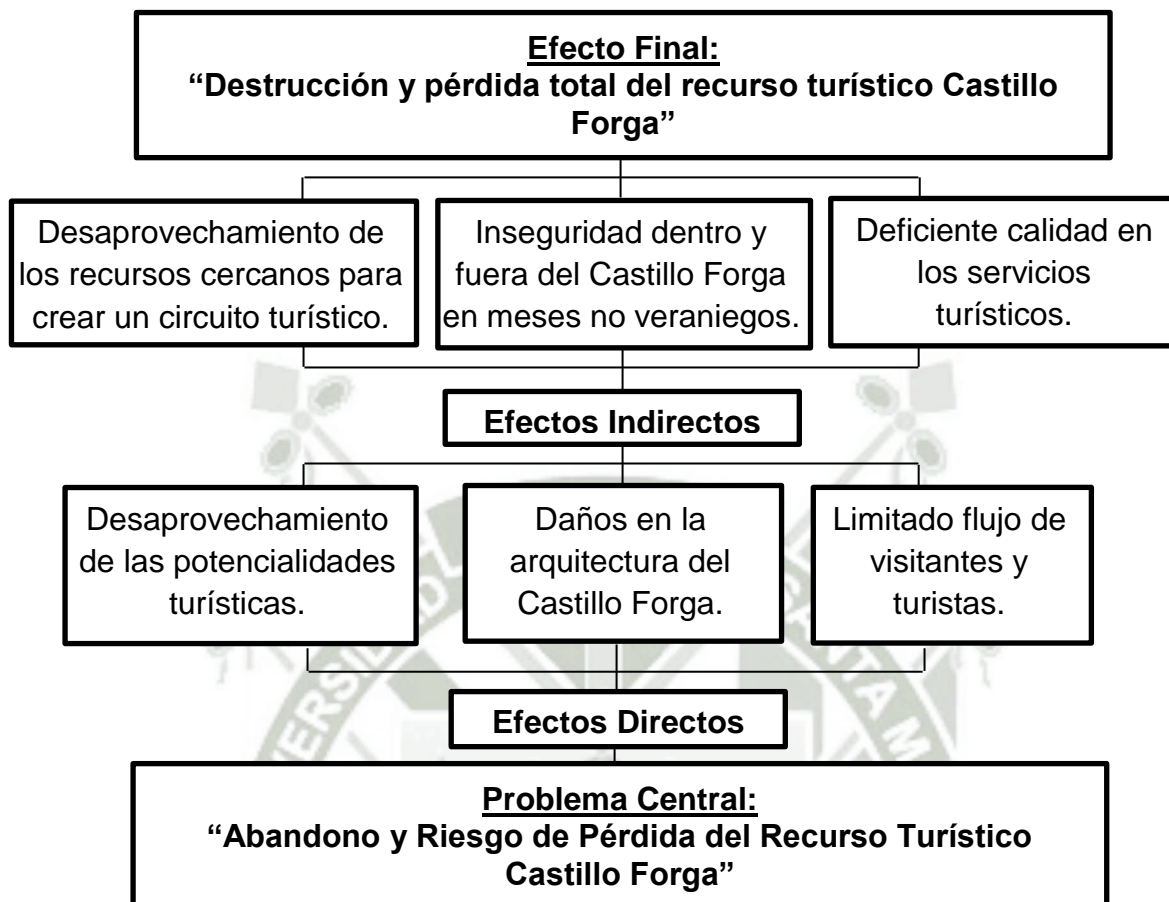 Efecto Final:
“Destrucción y pérdida total del recurso turístico Castillo
Forga”
Desaprovechamiento de
los recursos cercanos para
crear un circuito turístico.
Inseguridad dentro y
fuera del Castillo Forga
en meses no veraniegos.
Deficiente calidad en
los servicios
turísticos.
Efectos Indirectos
Desaprovechamiento
de las potencialidades
turísticas.
Daños en la
arquitectura del
Castillo Forga.
Limitado flujo de
visitantes y
turistas.
Efectos Directos
Problema Central:
“Abandono y Riesgo de Pérdida del Recurso Turístico
Castillo Forga”